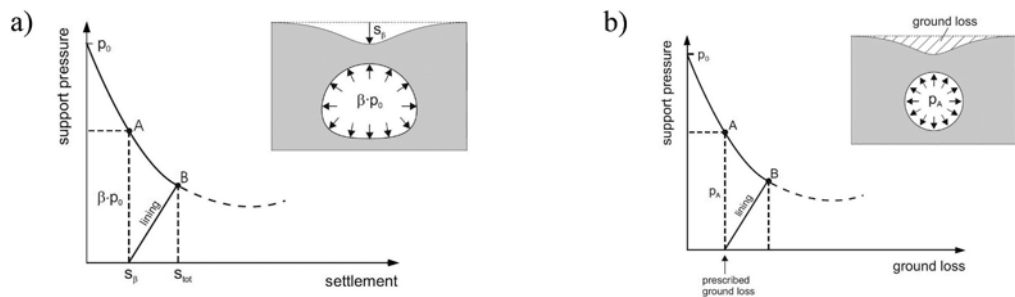 a)
support pressure
p₀
A
B
β·p₀
lining
s_β
s_tot
settlement
s_β
β·p₀
b)
support pressure
p₀
A
B
p_A
lining
prescribed
ground loss
ground loss
ground loss
p_A